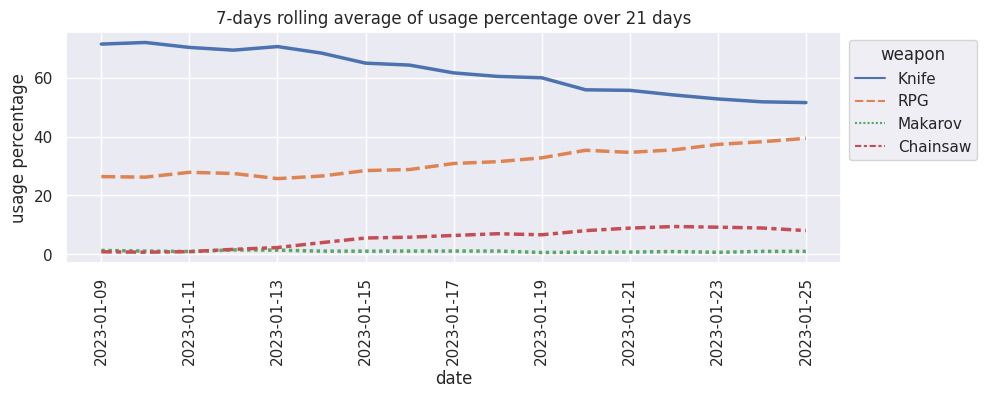 7-days rolling average of usage percentage over 21 days
usage percentage
60
40
20
0
2023-01-09
2023-01-11
2023-01-13
2023-01-15
2023-01-17
2023-01-19
2023-01-21
2023-01-23
2023-01-25
date
weapon
Knife
RPG
Makarov
Chainsaw